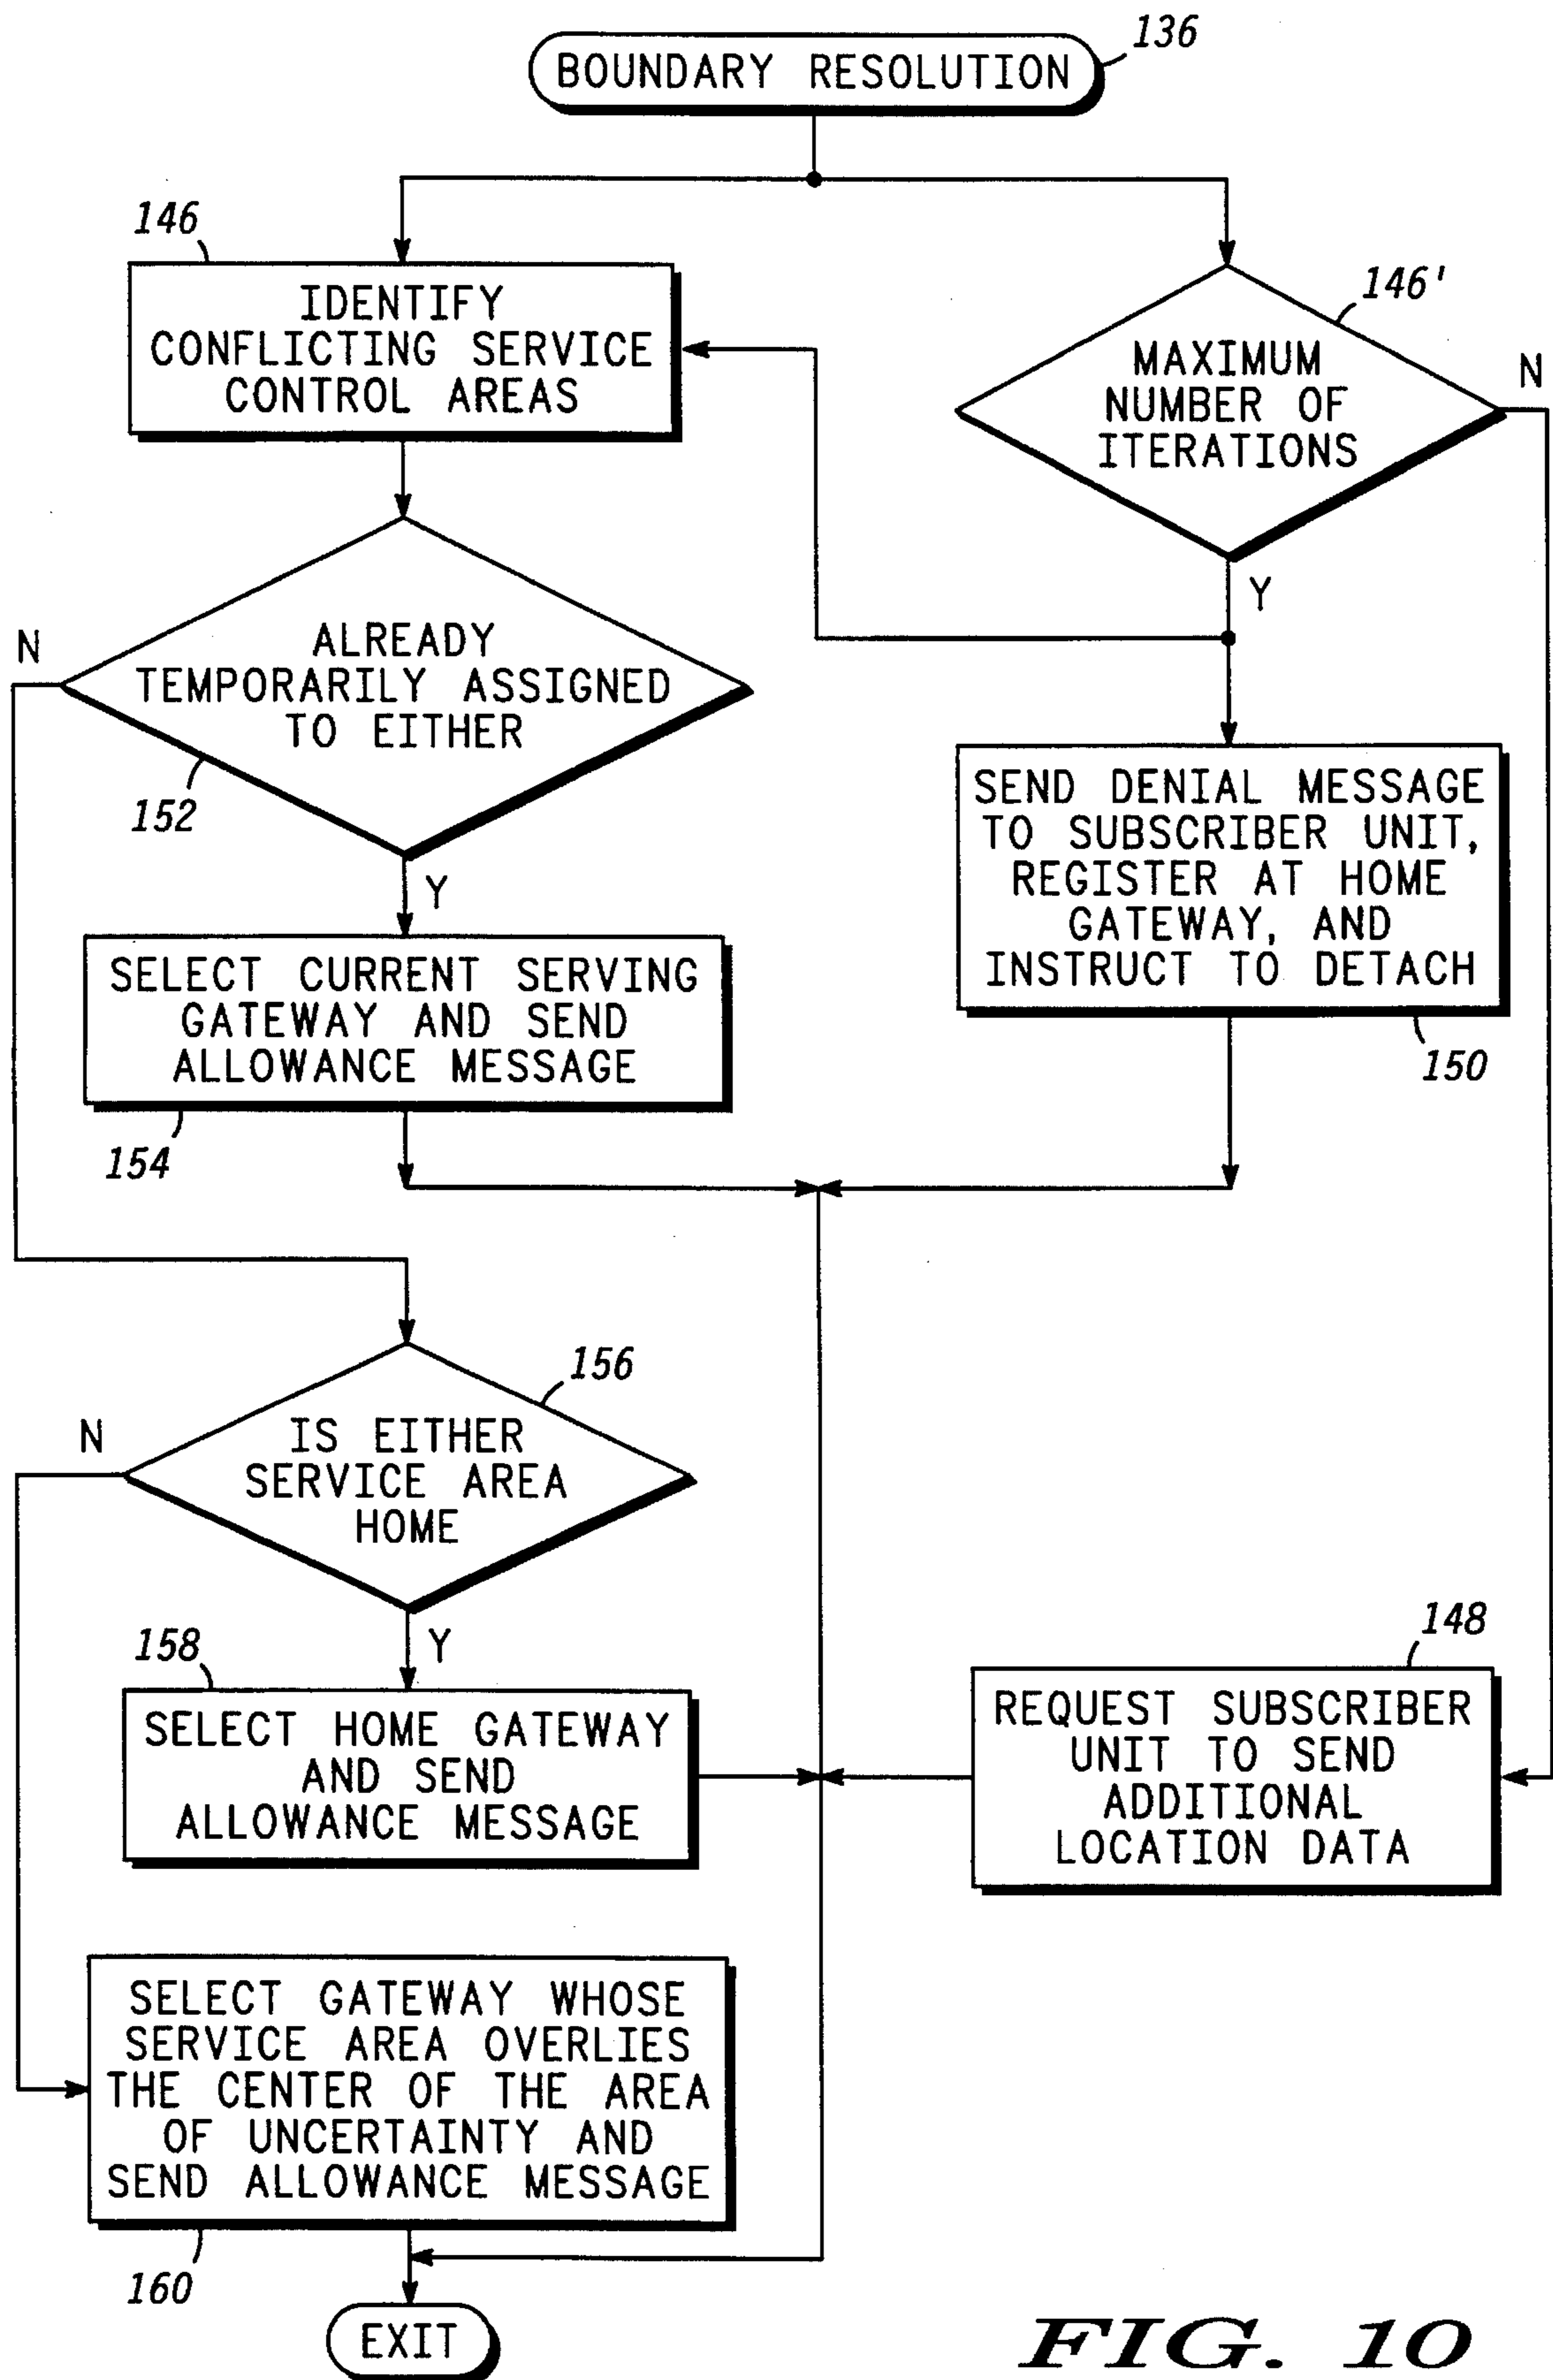 BOUNDARY RESOLUTION
136
146
IDENTIFY
CONFLICTING SERVICE
CONTROL AREAS
146'
MAXIMUM
NUMBER OF
ITERATIONS
N
Y
N
ALREADY
TEMPORARILY ASSIGNED
TO EITHER
152
Y
SEND DENIAL MESSAGE
TO SUBSCRIBER UNIT,
REGISTER AT HOME
GATEWAY, AND
INSTRUCT TO DETACH
150
SELECT CURRENT SERVING
GATEWAY AND SEND
ALLOWANCE MESSAGE
154
156
N
IS EITHER
SERVICE AREA
HOME
Y
158
SELECT HOME GATEWAY
AND SEND
ALLOWANCE MESSAGE
148
REQUEST SUBSCRIBER
UNIT TO SEND
ADDITIONAL
LOCATION DATA
SELECT GATEWAY WHOSE
SERVICE AREA OVERLIES
THE CENTER OF THE AREA
OF UNCERTAINTY AND
SEND ALLOWANCE MESSAGE
160
EXIT
FIG. 10